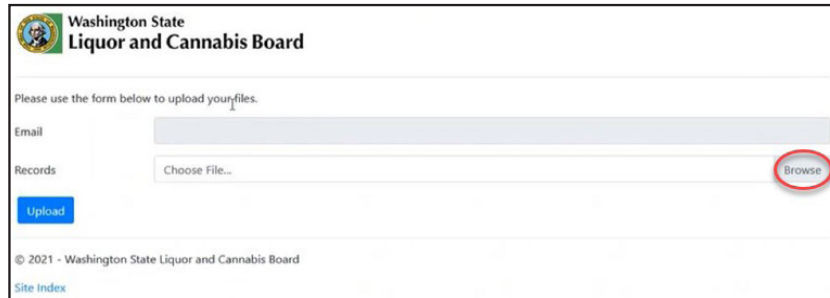 Washington State
Liquor and Cannabis Board
Please use the form below to upload your files.
Email
Records Choose File... Browse
Upload
© 2021 - Washington State Liquor and Cannabis Board
Site Index